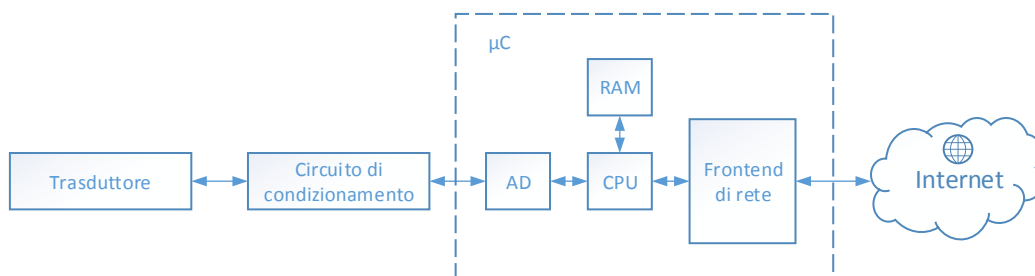 µC
RAM
Trasduttore
Circuito di
condizionamento
AD
CPU
Frontend
di rete
Internet